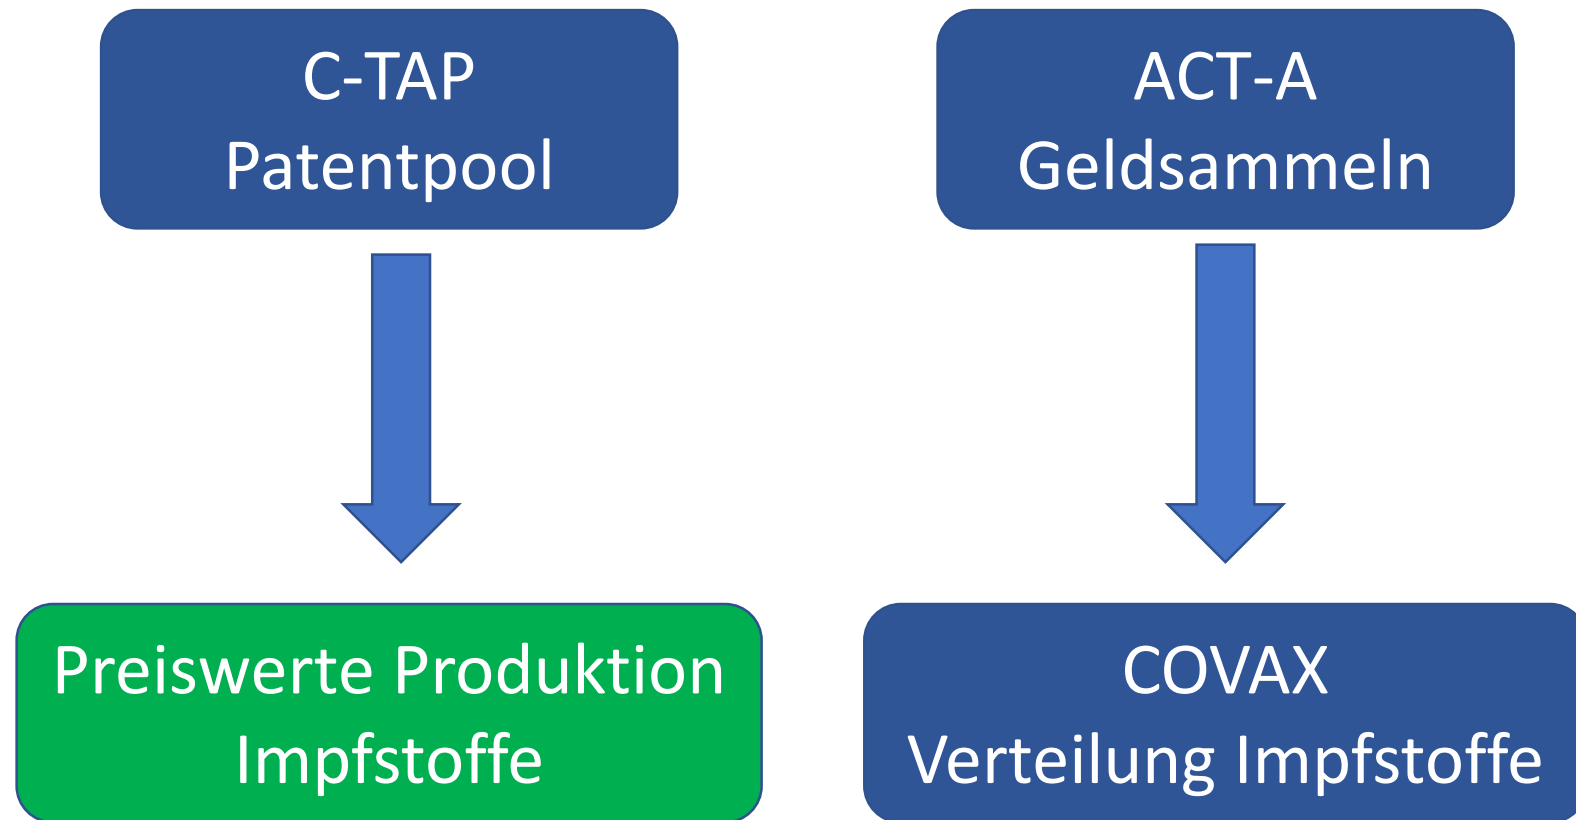 C-TAP
Patentpool
ACT-A
Geldsammeln
Preiswerte Produktion
Impfstoffe
COVAX
Verteilung Impfstoffe